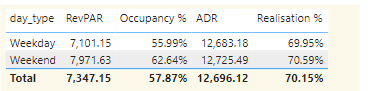 day_type RevPAR Occupancy % ADR Realisation %
Weekday 7,101.15 55.99% 12,683.18 69.95%
Weekend 7,971.63 62.64% 12,725.49 70.59%
Total 7,347.15 57.87% 12,696.12 70.15%